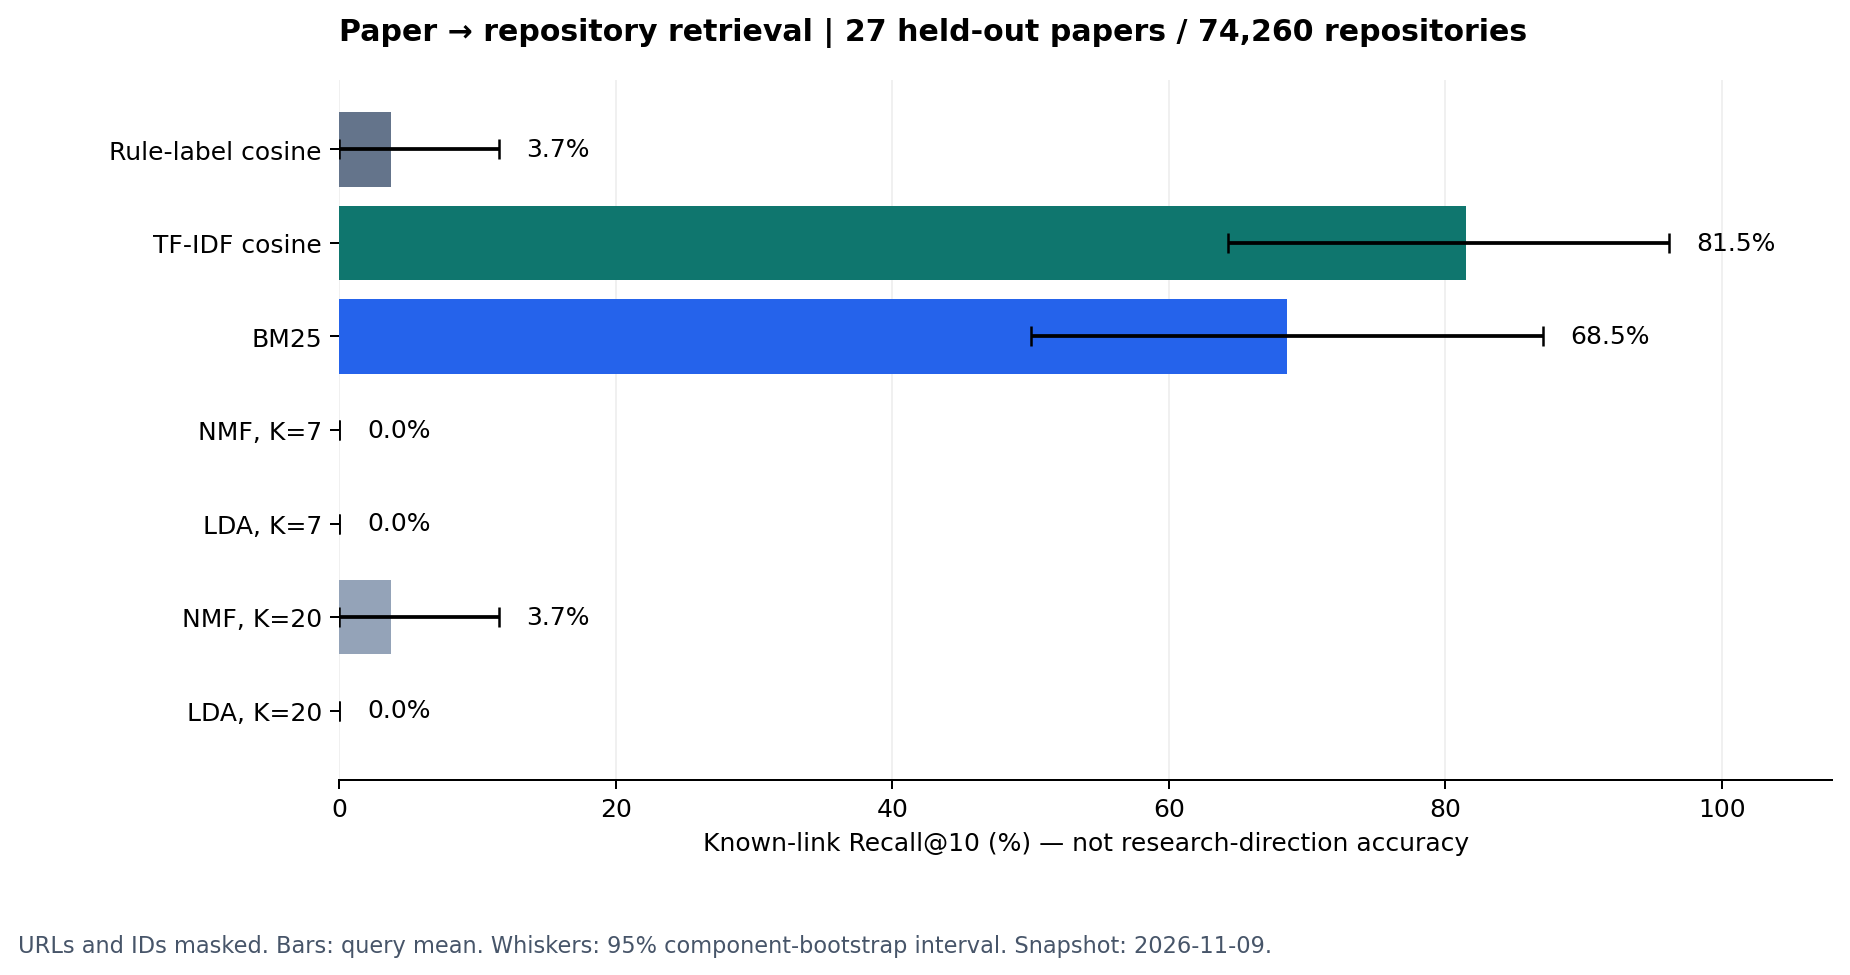 Paper → repository retrieval | 27 held-out papers / 74,260 repositories
Rule-label cosine 3.7%
TF-IDF cosine 81.5%
BM25 68.5%
NMF, K=7 0.0%
LDA, K=7 0.0%
NMF, K=20 3.7%
LDA, K=20 0.0%
0 20 40 60 80 100
Known-link Recall@10 (%) — not research-direction accuracy
URLs and IDs masked. Bars: query mean. Whiskers: 95% component-bootstrap interval. Snapshot: 2026-11-09.